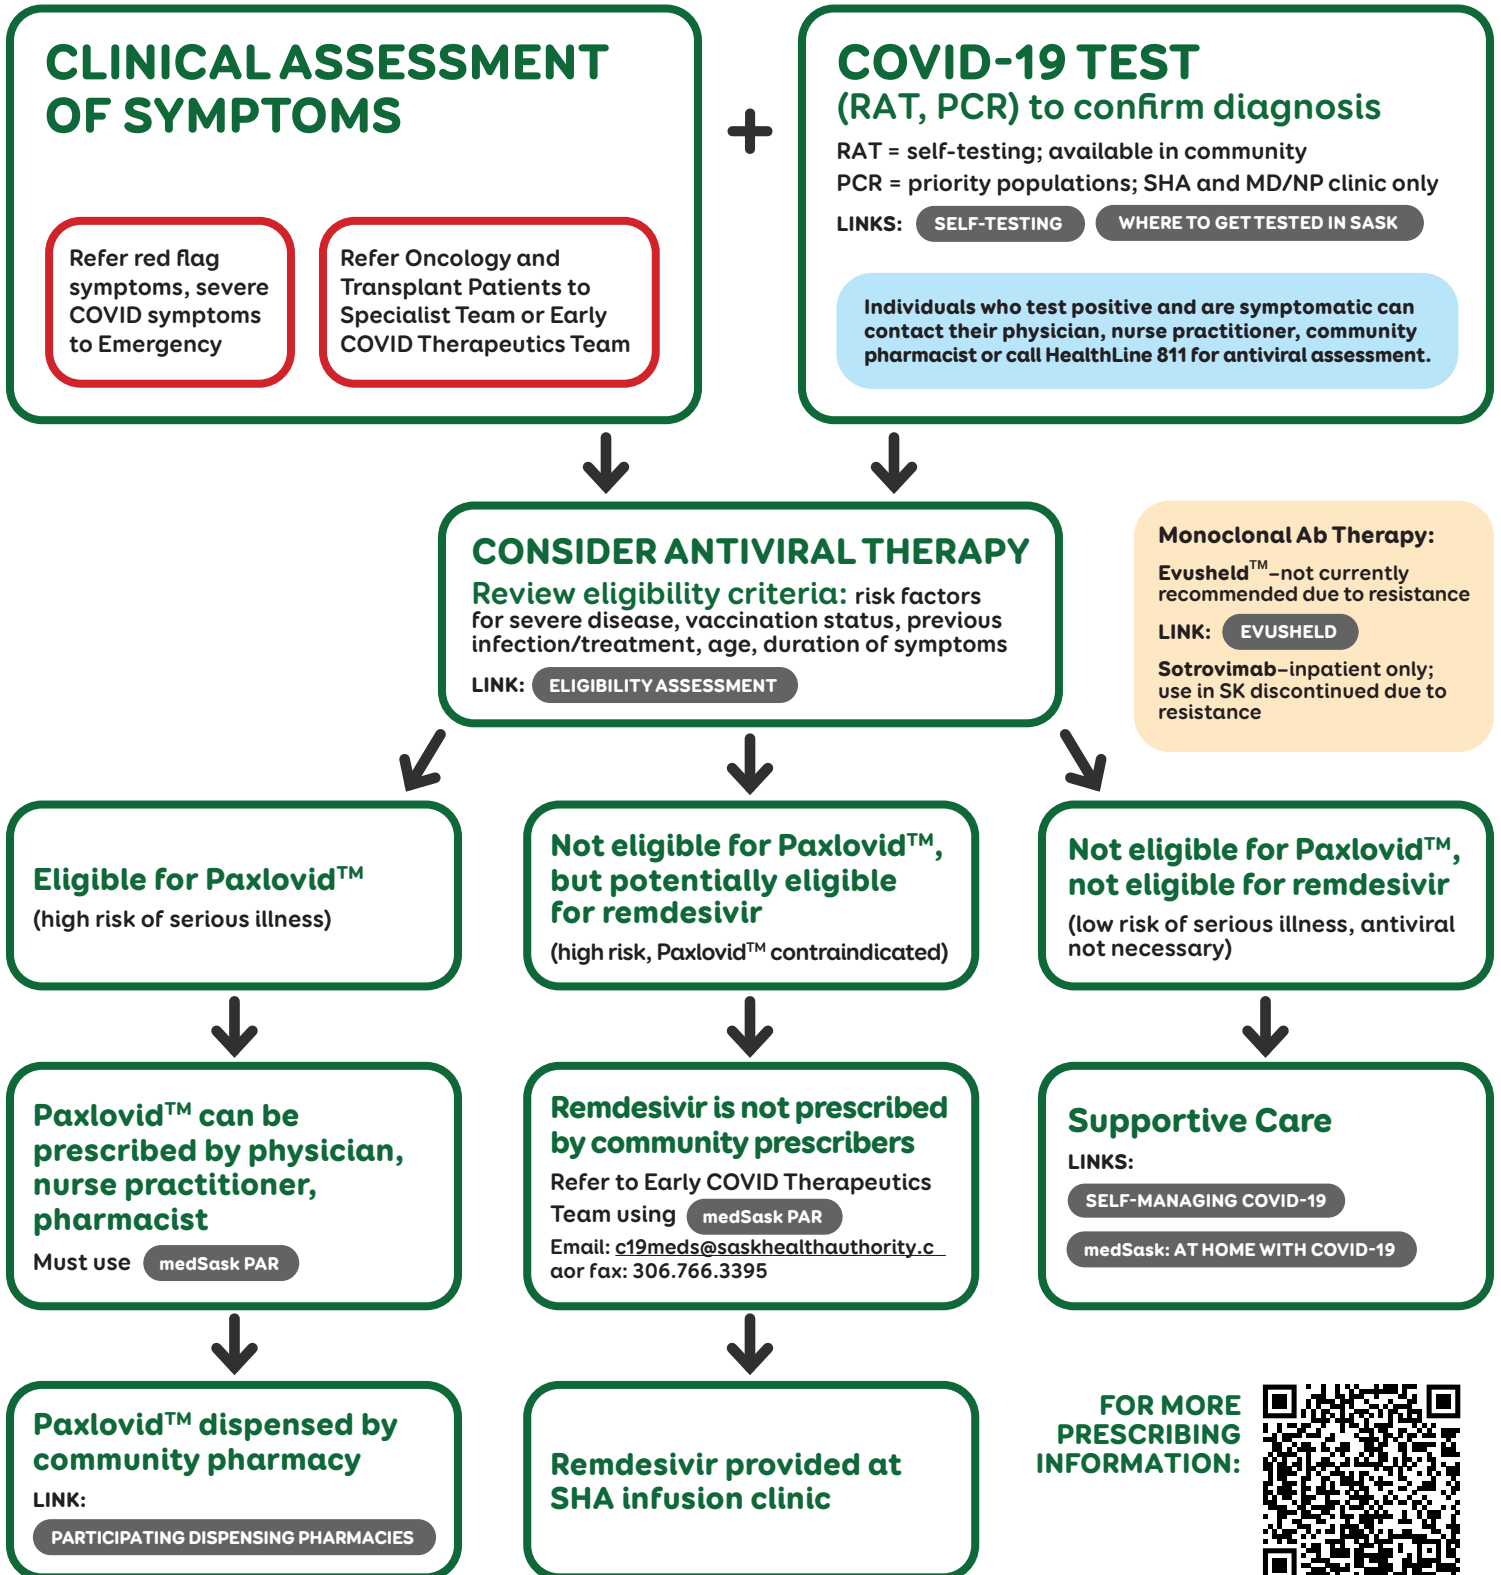 CLINICAL ASSESSMENT
OF SYMPTOMS
Refer red flag
symptoms, severe
COVID symptoms
to Emergency
Refer Oncology and
Transplant Patients to
Specialist Team or Early
COVID Therapeutics Team
+
COVID-19 TEST
(RAT, PCR) to confirm diagnosis
RAT = self-testing; available in community
PCR = priority populations; SHA and MD/NP clinic only
LINKS: SELF-TESTING WHERE TO GET TESTED IN SASK
Individuals who test positive and are symptomatic can
contact their physician, nurse practitioner, community
pharmacist or call HealthLine 811 for antiviral assessment.
CONSIDER ANTIVIRAL THERAPY
Review eligibility criteria: risk factors
for severe disease, vaccination status, previous
infection/treatment, age, duration of symptoms
LINK: ELIGIBILITY ASSESSMENT
Monoclonal Ab Therapy:
Evusheld™–not currently
recommended due to resistance
LINK: EVUSHELD
Sotrovimab–inpatient only;
use in SK discontinued due to
resistance
Eligible for Paxlovid™
(high risk of serious illness)
Not eligible for Paxlovid™,
but potentially eligible
for remdesivir
(high risk, Paxlovid™ contraindicated)
Not eligible for Paxlovid™,
not eligible for remdesivir
(low risk of serious illness, antiviral
not necessary)
Paxlovid™ can be
prescribed by physician,
nurse practitioner,
pharmacist
Must use medSask PAR
Remdesivir is not prescribed
by community prescribers
Refer to Early COVID Therapeutics
Team using medSask PAR
Email: c19meds@saskhealthauthority.c
aor fax: 306.766.3395
Supportive Care
LINKS:
SELF-MANAGING COVID-19
medSask: AT HOME WITH COVID-19
Paxlovid™ dispensed by
community pharmacy
LINK:
PARTICIPATING DISPENSING PHARMACIES
Remdesivir provided at
SHA infusion clinic
FOR MORE
PRESCRIBING
INFORMATION: